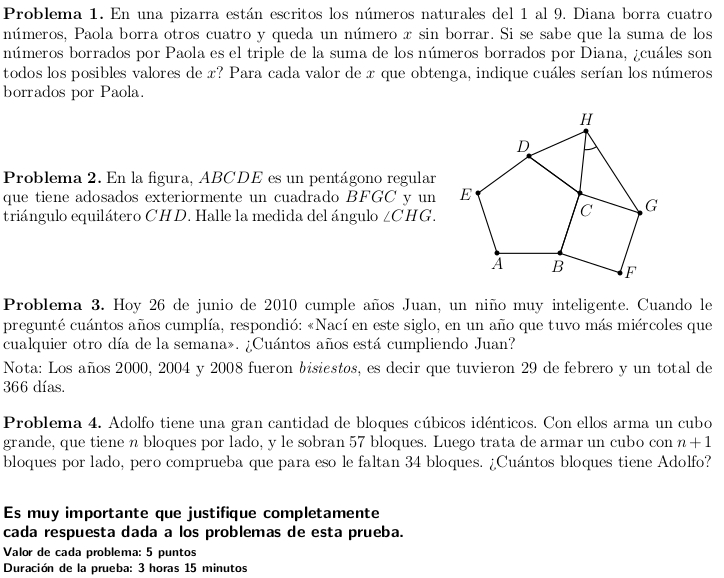 Problema 1. En una pizarra están escritos los números naturales del 1 al 9. Diana borra cuatro
números, Paola borra otros cuatro y queda un número x sin borrar. Si se sabe que la suma de los
números borrados por Paola es el triple de la suma de los números borrados por Diana, ¿cuáles son
todos los posibles valores de x? Para cada valor de x que obtenga, indique cuáles serían los números
borrados por Paola.
Problema 2. En la figura, ABCDE es un pentágono regular
que tiene adosados exteriormente un cuadrado BFGC y un
triángulo equilátero CHD. Halle la medida del ángulo ∠CHG.
H
D
E
C
G
A
B
F
Problema 3. Hoy 26 de junio de 2010 cumple años Juan, un niño muy inteligente. Cuando le
pregunté cuántos años cumplía, respondió: «Nací en este siglo, en un año que tuvo más miércoles que
cualquier otro día de la semana». ¿Cuántos años está cumpliendo Juan?
Nota: Los años 2000, 2004 y 2008 fueron bisiestos, es decir que tuvieron 29 de febrero y un total de
366 días.
Problema 4. Adolfo tiene una gran cantidad de bloques cúbicos idénticos. Con ellos arma un cubo
grande, que tiene n bloques por lado, y le sobran 57 bloques. Luego trata de armar un cubo con n + 1
bloques por lado, pero comprueba que para eso le faltan 34 bloques. ¿Cuántos bloques tiene Adolfo?
Es muy importante que justifique completamente
cada respuesta dada a los problemas de esta prueba.
Valor de cada problema: 5 puntos
Duración de la prueba: 3 horas 15 minutos